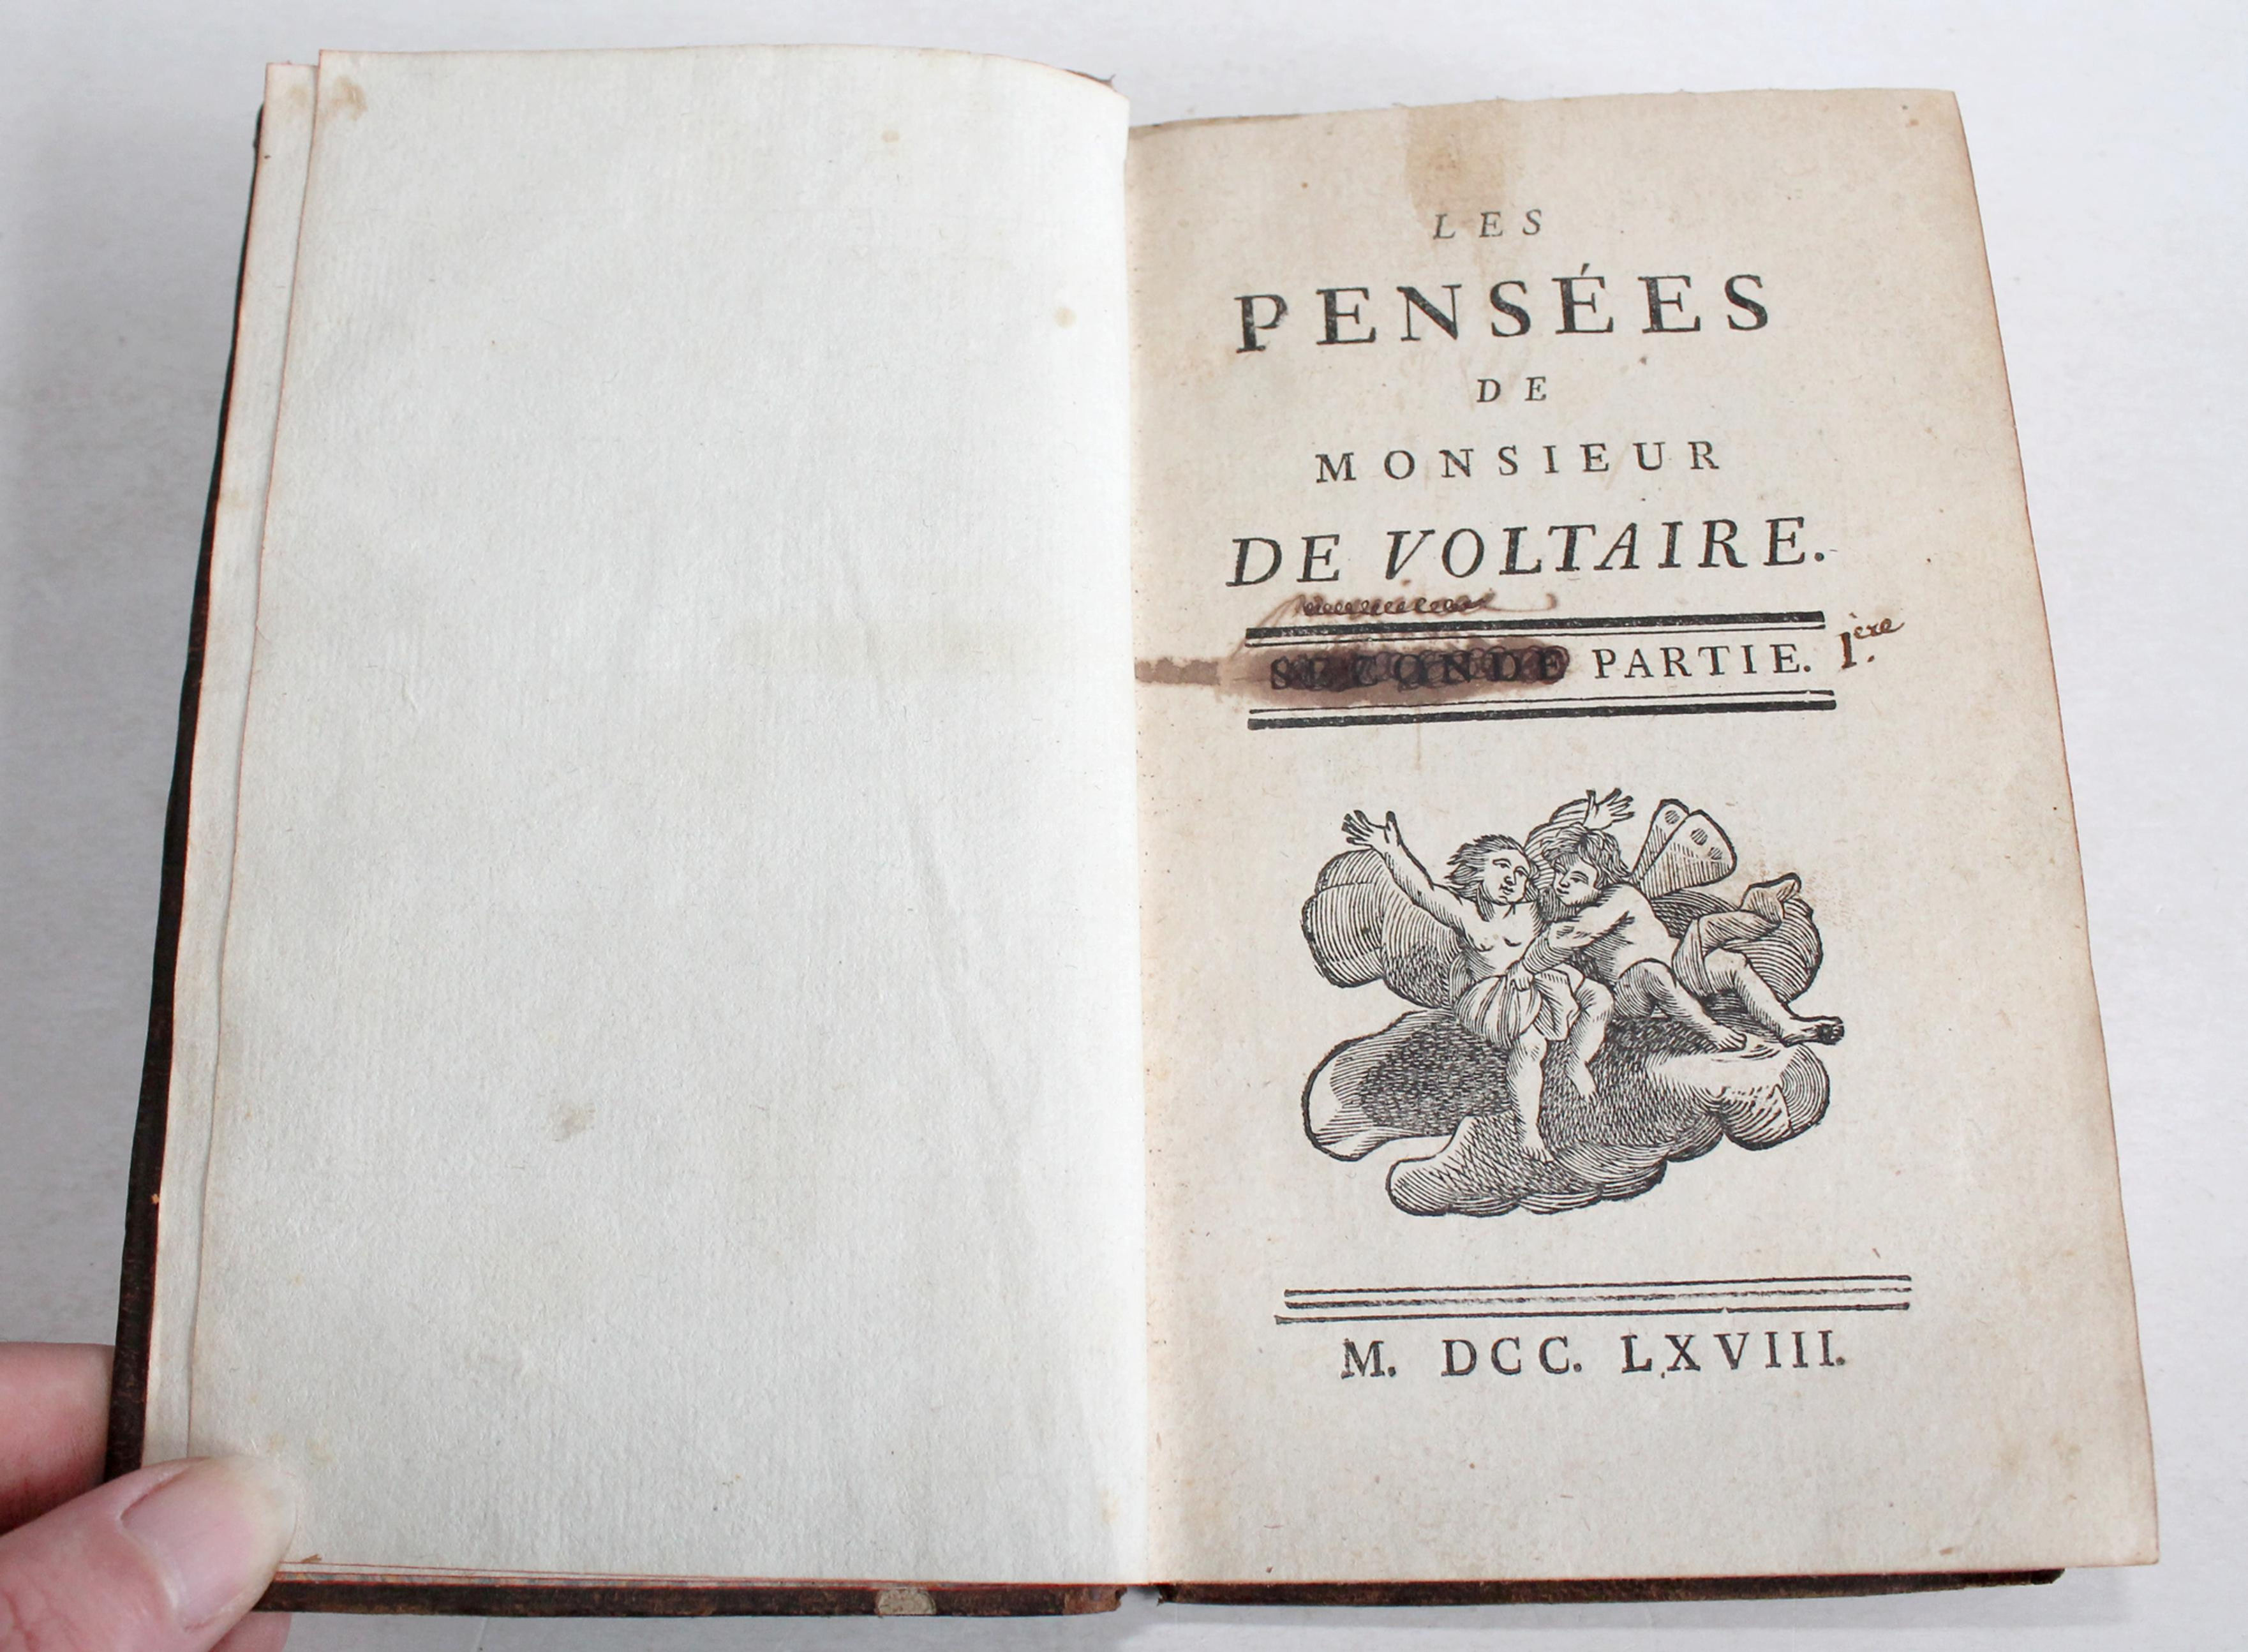 LES
PENSÉES
DE
MONSIEUR
DE VOLTAIRE.
SECONDE PARTIE. 1.ère
M. DCC. LXVIII.